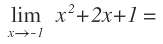 lim x²+2x+1 =
x→-1